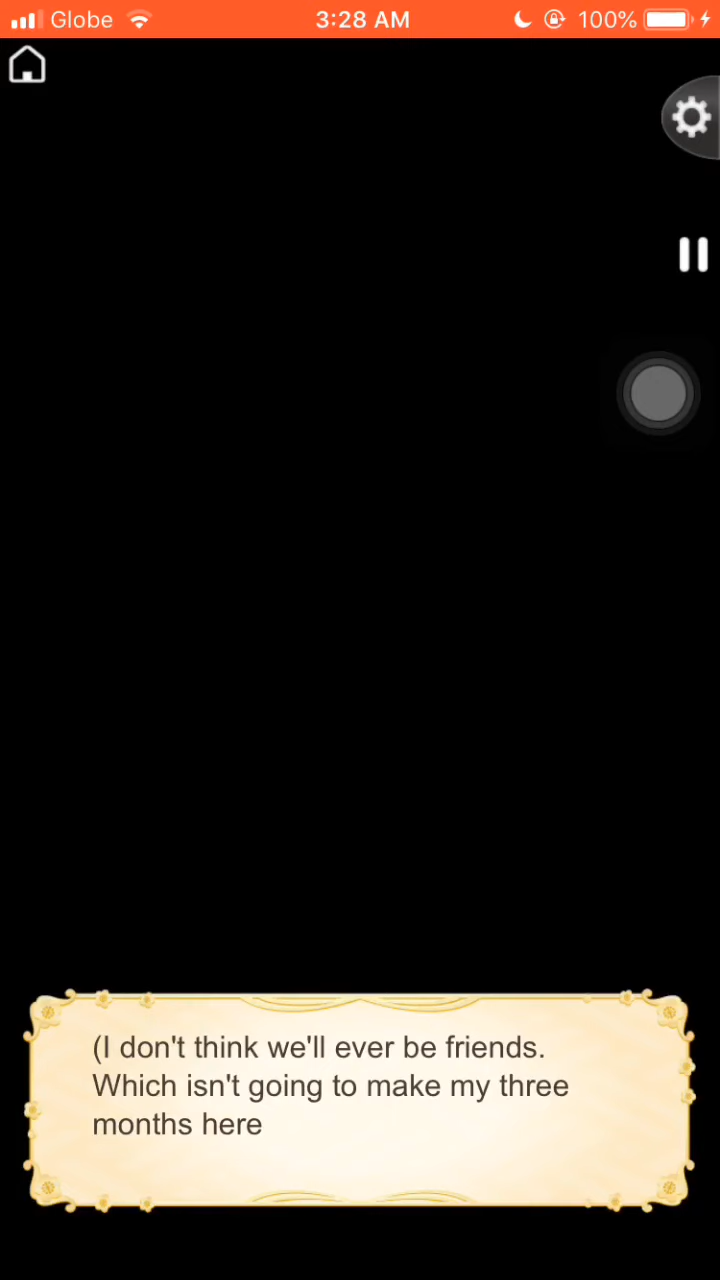 Globe 3:28 AM 100%
(I don't think we'll ever be friends.
Which isn't going to make my three
months here